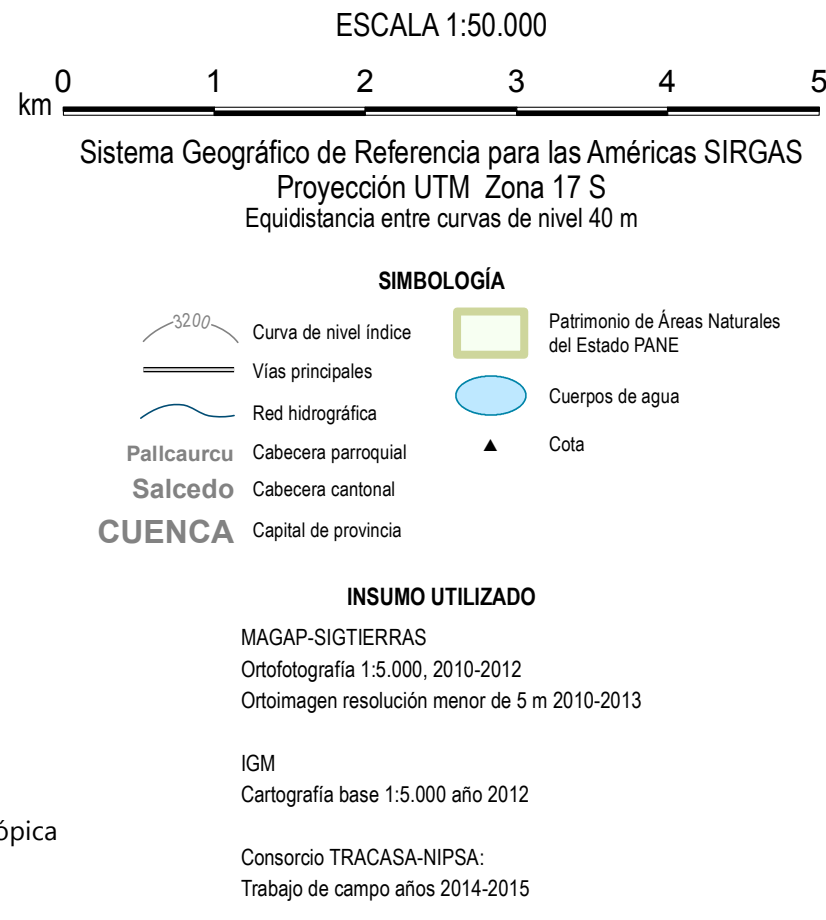 ESCALA 1:50.000
0 1 2 3 4 5
km
Sistema Geográfico de Referencia para las Américas SIRGAS
Proyección UTM Zona 17 S
Equidistancia entre curvas de nivel 40 m
SIMBOLOGÍA
3200 Curva de nivel índice
Vías principales
Red hidrográfica
Pallcaurcu Cabecera parroquial
Salcedo Cabecera cantonal
CUENCA Capital de provincia
Patrimonio de Áreas Naturales
del Estado PANE
Cuerpos de agua
Cota
INSUMO UTILIZADO
MAGAP-SIGTIERRAS
Ortofotografía 1:5.000, 2010-2012
Ortoimagen resolución menor de 5 m 2010-2013
IGM
Cartografía base 1:5.000 año 2012
ópica
Consorcio TRACASA-NIPSA:
Trabajo de campo años 2014-2015